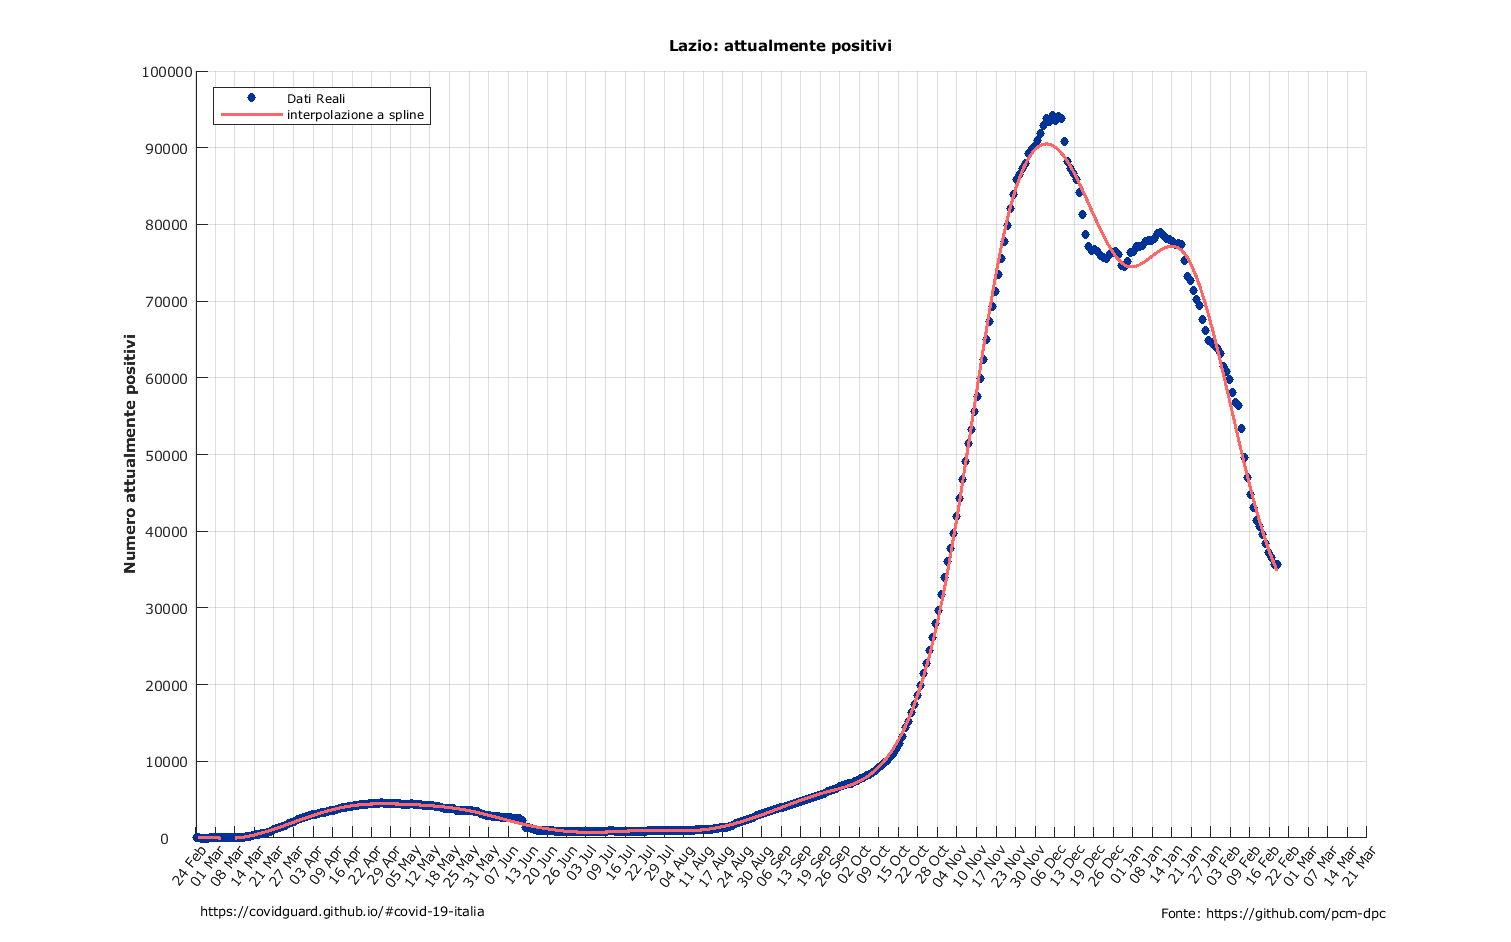 Lazio: attualmente positivi
100000
90000
80000
70000
60000
50000
40000
30000
20000
10000
0
Numero attualmente positivi
Dati Reali
interpolazione a spline
24 Feb
01 Mar
08 Mar
14 Mar
21 Mar
27 Mar
03 Apr
09 Apr
16 Apr
22 Apr
29 Apr
05 May
12 May
18 May
25 May
31 May
07 Jun
13 Jun
20 Jun
26 Jun
03 Jul
09 Jul
16 Jul
22 Jul
29 Jul
04 Aug
11 Aug
17 Aug
24 Aug
30 Aug
06 Sep
13 Sep
19 Sep
26 Sep
02 Oct
09 Oct
15 Oct
22 Oct
28 Oct
04 Nov
10 Nov
17 Nov
23 Nov
30 Nov
06 Dec
13 Dec
19 Dec
26 Dec
01 Jan
08 Jan
14 Jan
21 Jan
27 Jan
03 Feb
09 Feb
16 Feb
22 Feb
01 Mar
07 Mar
14 Mar
21 Mar
https://covidguard.github.io/#covid-19-italia
Fonte: https://github.com/pcm-dpc